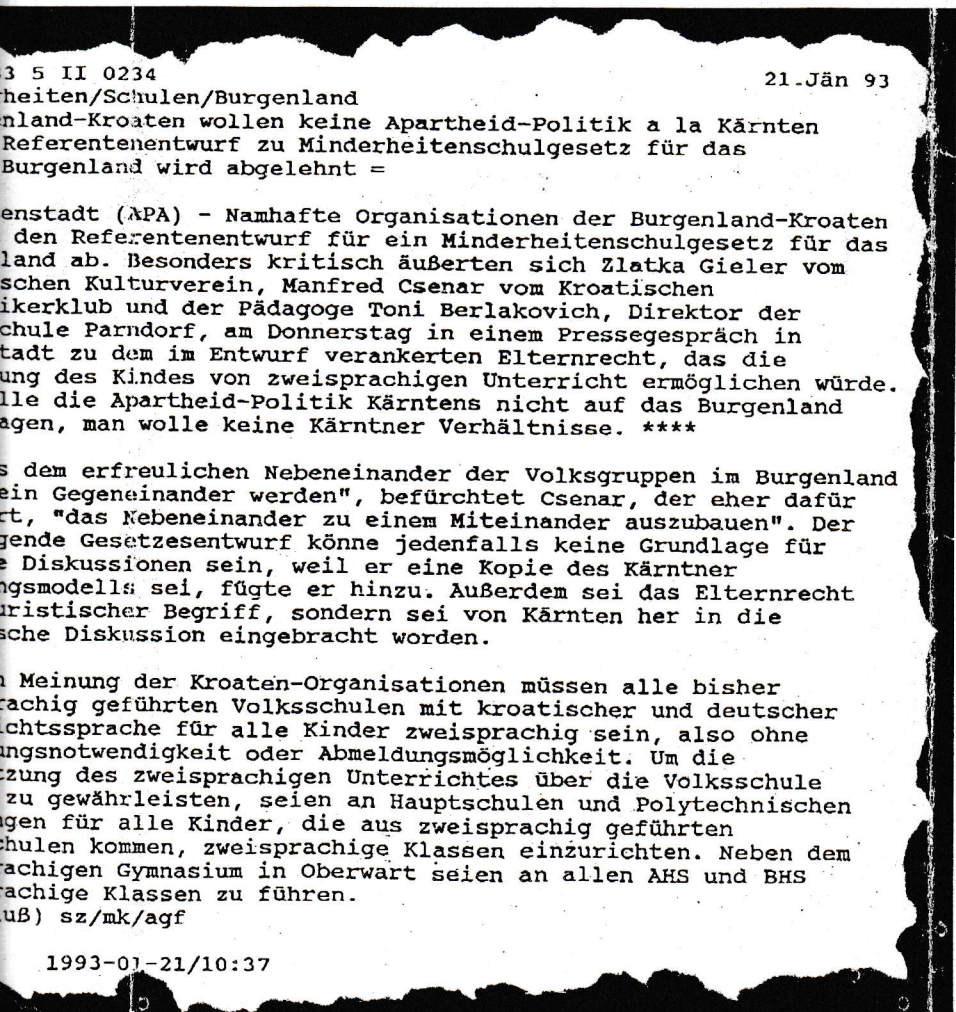 3 5 II 0234 21.Jän 93
heiten/Schulen/Burgenland
nland-Kroaten wollen keine Apartheid-Politik a la Kärnten
Referentenentwurf zu Minderheitenschulgesetz für das
Burgenland wird abgelehnt =
enstadt (APA) - Namhafte Organisationen der Burgenland-Kroaten
den Referentenentwurf für ein Minderheitenschulgesetz für das
land ab. Besonders kritisch äußerten sich Zlatka Gieler vom
schen Kulturverein, Manfred Csenar vom Kroatischen
ikerklub und der Pädagoge Toni Berlakovich, Direktor der
chule Parndorf, am Donnerstag in einem Pressegespräch in
tadt zu dem im Entwurf verankerten Elternrecht, das die
ung des Kindes von zweisprachigen Unterricht ermöglichen würde.
lle die Apartheid-Politik Kärntens nicht auf das Burgenland
agen, man wolle keine Kärntner Verhältnisse. ****
s dem erfreulichen Nebeneinander der Volksgruppen im Burgenland
ein Gegeneinander werden", befürchtet Csenar, der eher dafür
rt, "das Nebeneinander zu einem Miteinander auszubauen". Der
gende Gesetzesentwurf könne jedenfalls keine Grundlage für
e Diskussionen sein, weil er eine Kopie des Kärntner
ngsmodells sei, fügte er hinzu. Außerdem sei das Elternrecht
uristischer Begriff, sondern sei von Kärnten her in die
sche Diskussion eingebracht worden.
n Meinung der Kroaten-Organisationen müssen alle bisher
rachig geführten Volksschulen mit kroatischer und deutscher
ichtssprache für alle Kinder zweisprachig sein, also ohne
ungsnotwendigkeit oder Abmeldungsmöglichkeit. Um die
tzung des zweisprachigen Unterrichtes über die Volksschule
zu gewährleisten, seien an Hauptschulen und Polytechnischen
ngen für alle Kinder, die aus zweisprachig geführten
chulen kommen, zweisprachige Klassen einzurichten. Neben dem
rachigen Gymnasium in Oberwart seien an allen AHS und BHS
rachige Klassen zu führen.
uß) sz/mk/agf
1993-01-21/10:37